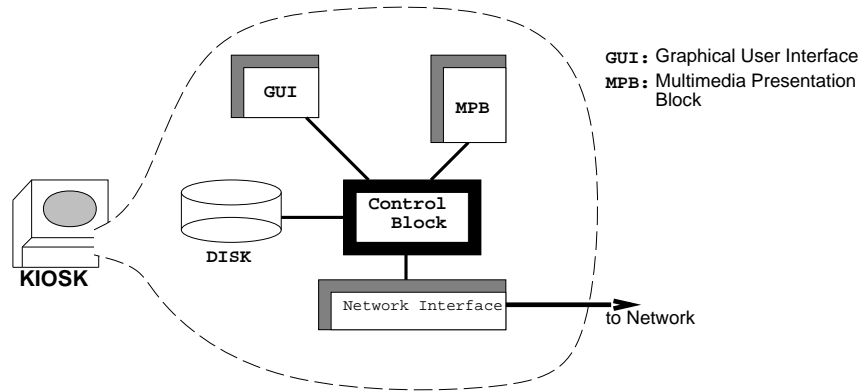 GUI: Graphical User Interface
MPB: Multimedia Presentation
Block
GUI
MPB
Control
Block
DISK
KIOSK
Network Interface
to Network